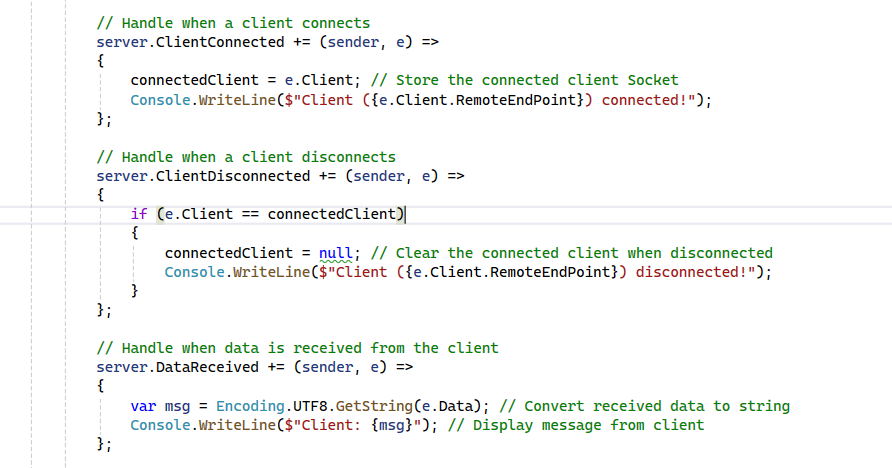 // Handle when a client connects
server.ClientConnected += (sender, e) =>
{
    connectedClient = e.Client; // Store the connected client Socket
    Console.WriteLine($"Client ({e.Client.RemoteEndPoint}) connected!");
};

// Handle when a client disconnects
server.ClientDisconnected += (sender, e) =>
{
    if (e.Client == connectedClient)
    {
        connectedClient = null; // Clear the connected client when disconnected
        Console.WriteLine($"Client ({e.Client.RemoteEndPoint}) disconnected!");
    }
};

// Handle when data is received from the client
server.DataReceived += (sender, e) =>
{
    var msg = Encoding.UTF8.GetString(e.Data); // Convert received data to string
    Console.WriteLine($"Client: {msg}"); // Display message from client
};